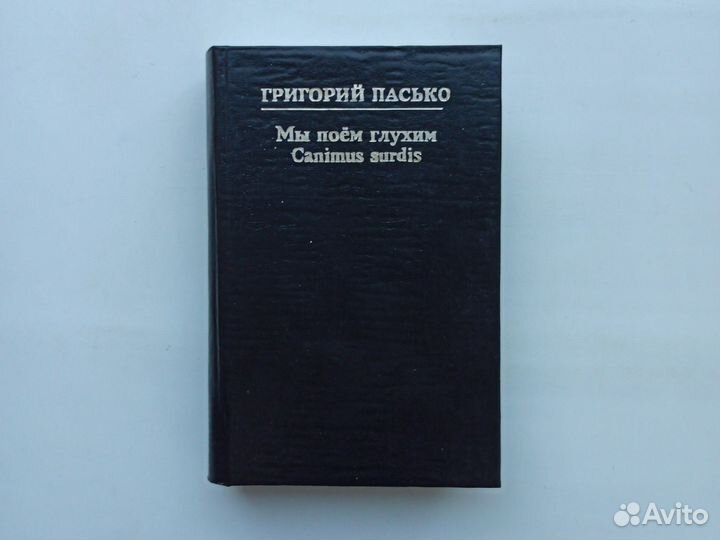 ГРИГОРИЙ ПАСЬКО
Мы поём глухим
Canimus surdis
Avito